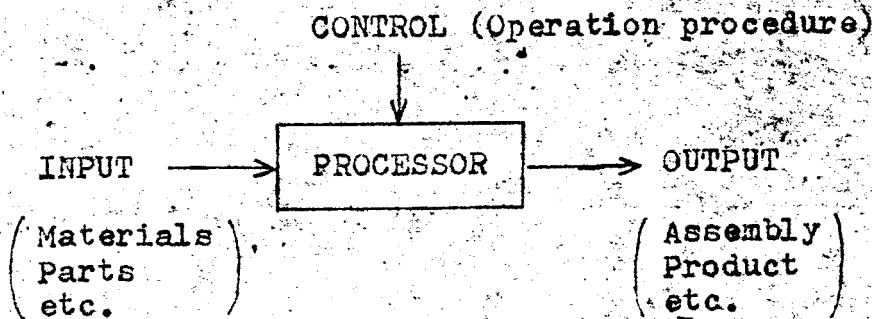 CONTROL (Operation procedure)
INPUT
PROCESSOR
OUTPUT
(Materials
Parts
etc.)
(Assembly
Product
etc.)